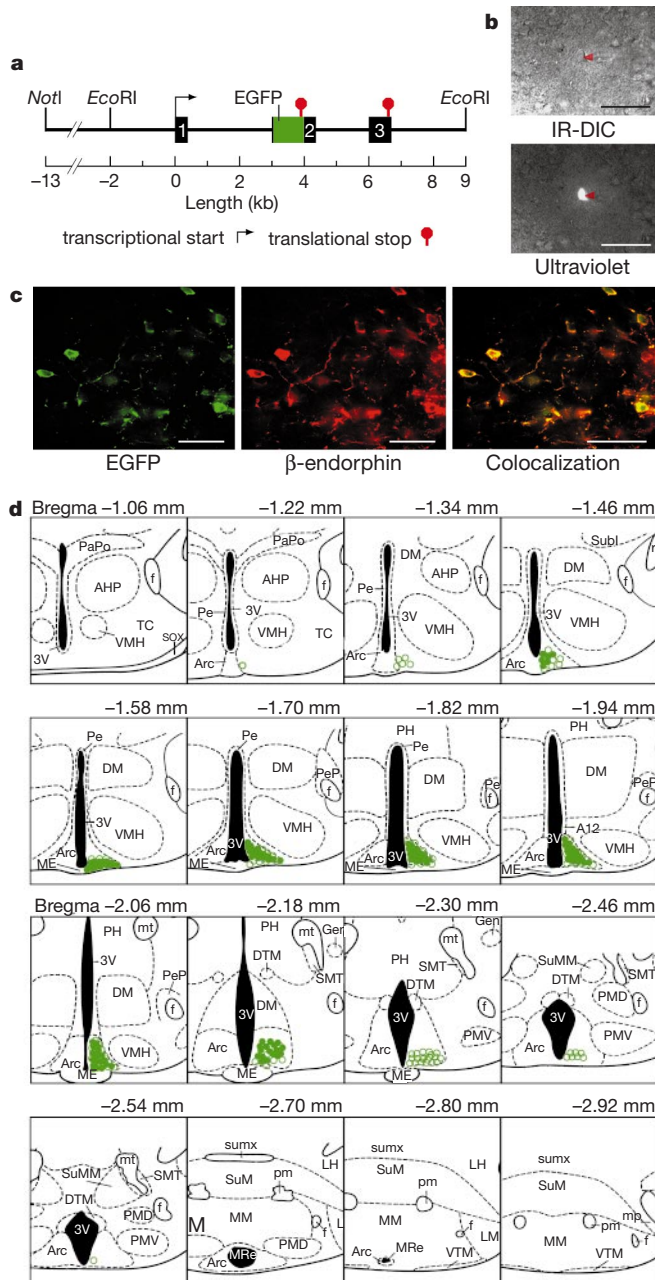 a
NotI EcoRI EGFP EcoRI
1 2 3
–13 –2 0 2 4 6 8 9
Length (kb)
transcriptional start translational stop
b
IR-DIC
Ultraviolet
c
EGFP β-endorphin Colocalization
d
Bregma –1.06 mm –1.22 mm –1.34 mm –1.46 mm
PaPo AHP f TC VMH 3V sox
PaPo AHP f Pe 3V VMH TC Arc
DM AHP f Pe 3V VMH Arc
SubI DM f 3V VMH Arc
–1.58 mm –1.70 mm –1.82 mm –1.94 mm
Pe DM f 3V VMH Arc ME
Pe DM PeP f 3V VMH Arc ME
PH Pe DM Pe f VMH Arc 3V ME
PH DM PeP f A12 3V VMH Arc ME
Bregma –2.06 mm –2.18 mm –2.30 mm –2.46 mm
PH mt 3V PeP DM f Arc VMH ME
PH mt Gen DTM SMT DM 3V f Arc ME
mt Gen PH SMT DTM 3V f Arc PMV ME
SuMM SMT DTM PMD f 3V Arc PMV
–2.54 mm –2.70 mm –2.80 mm –2.92 mm
mt SuMM SMT DTM PMD f 3V Arc PMV
sumx LH SuM pm MM f L M Arc MRe PMD
sumx LH SuM pm MM f LM Arc MRe VTM
sumx LH SuM mp pm f MM VTM